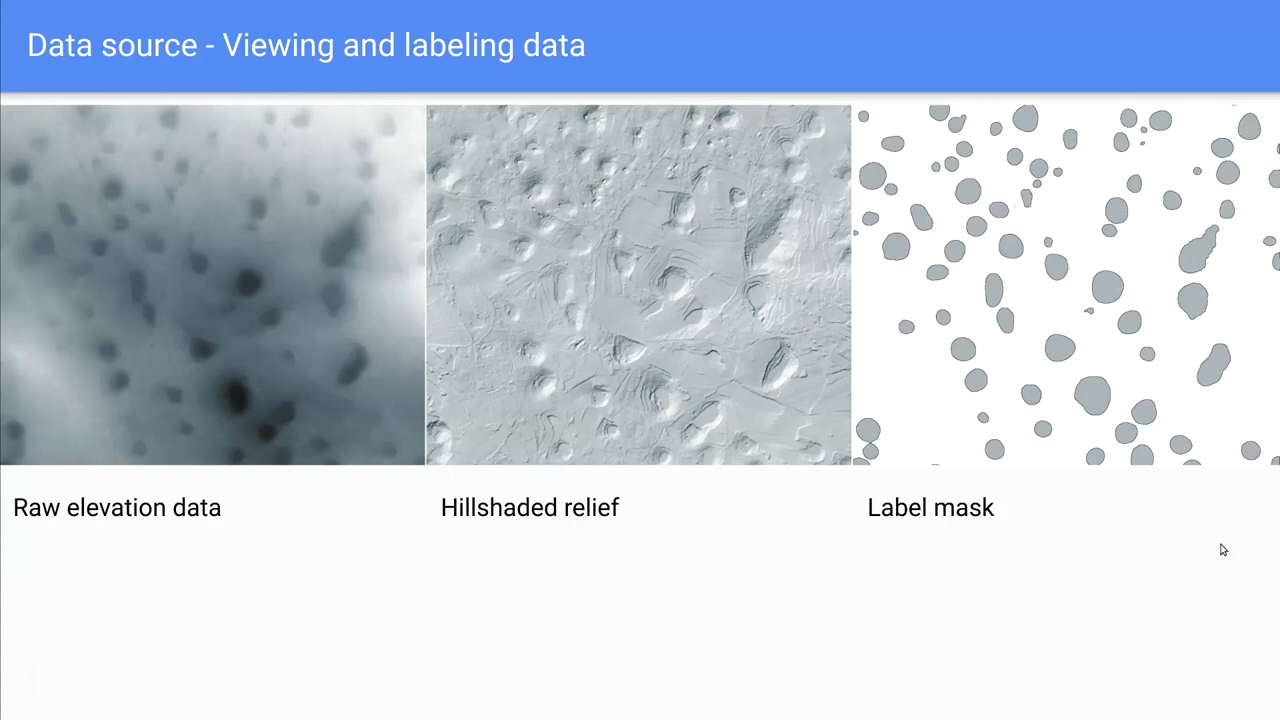 Data source - Viewing and labeling data
Raw elevation data
Hillshaded relief
Label mask